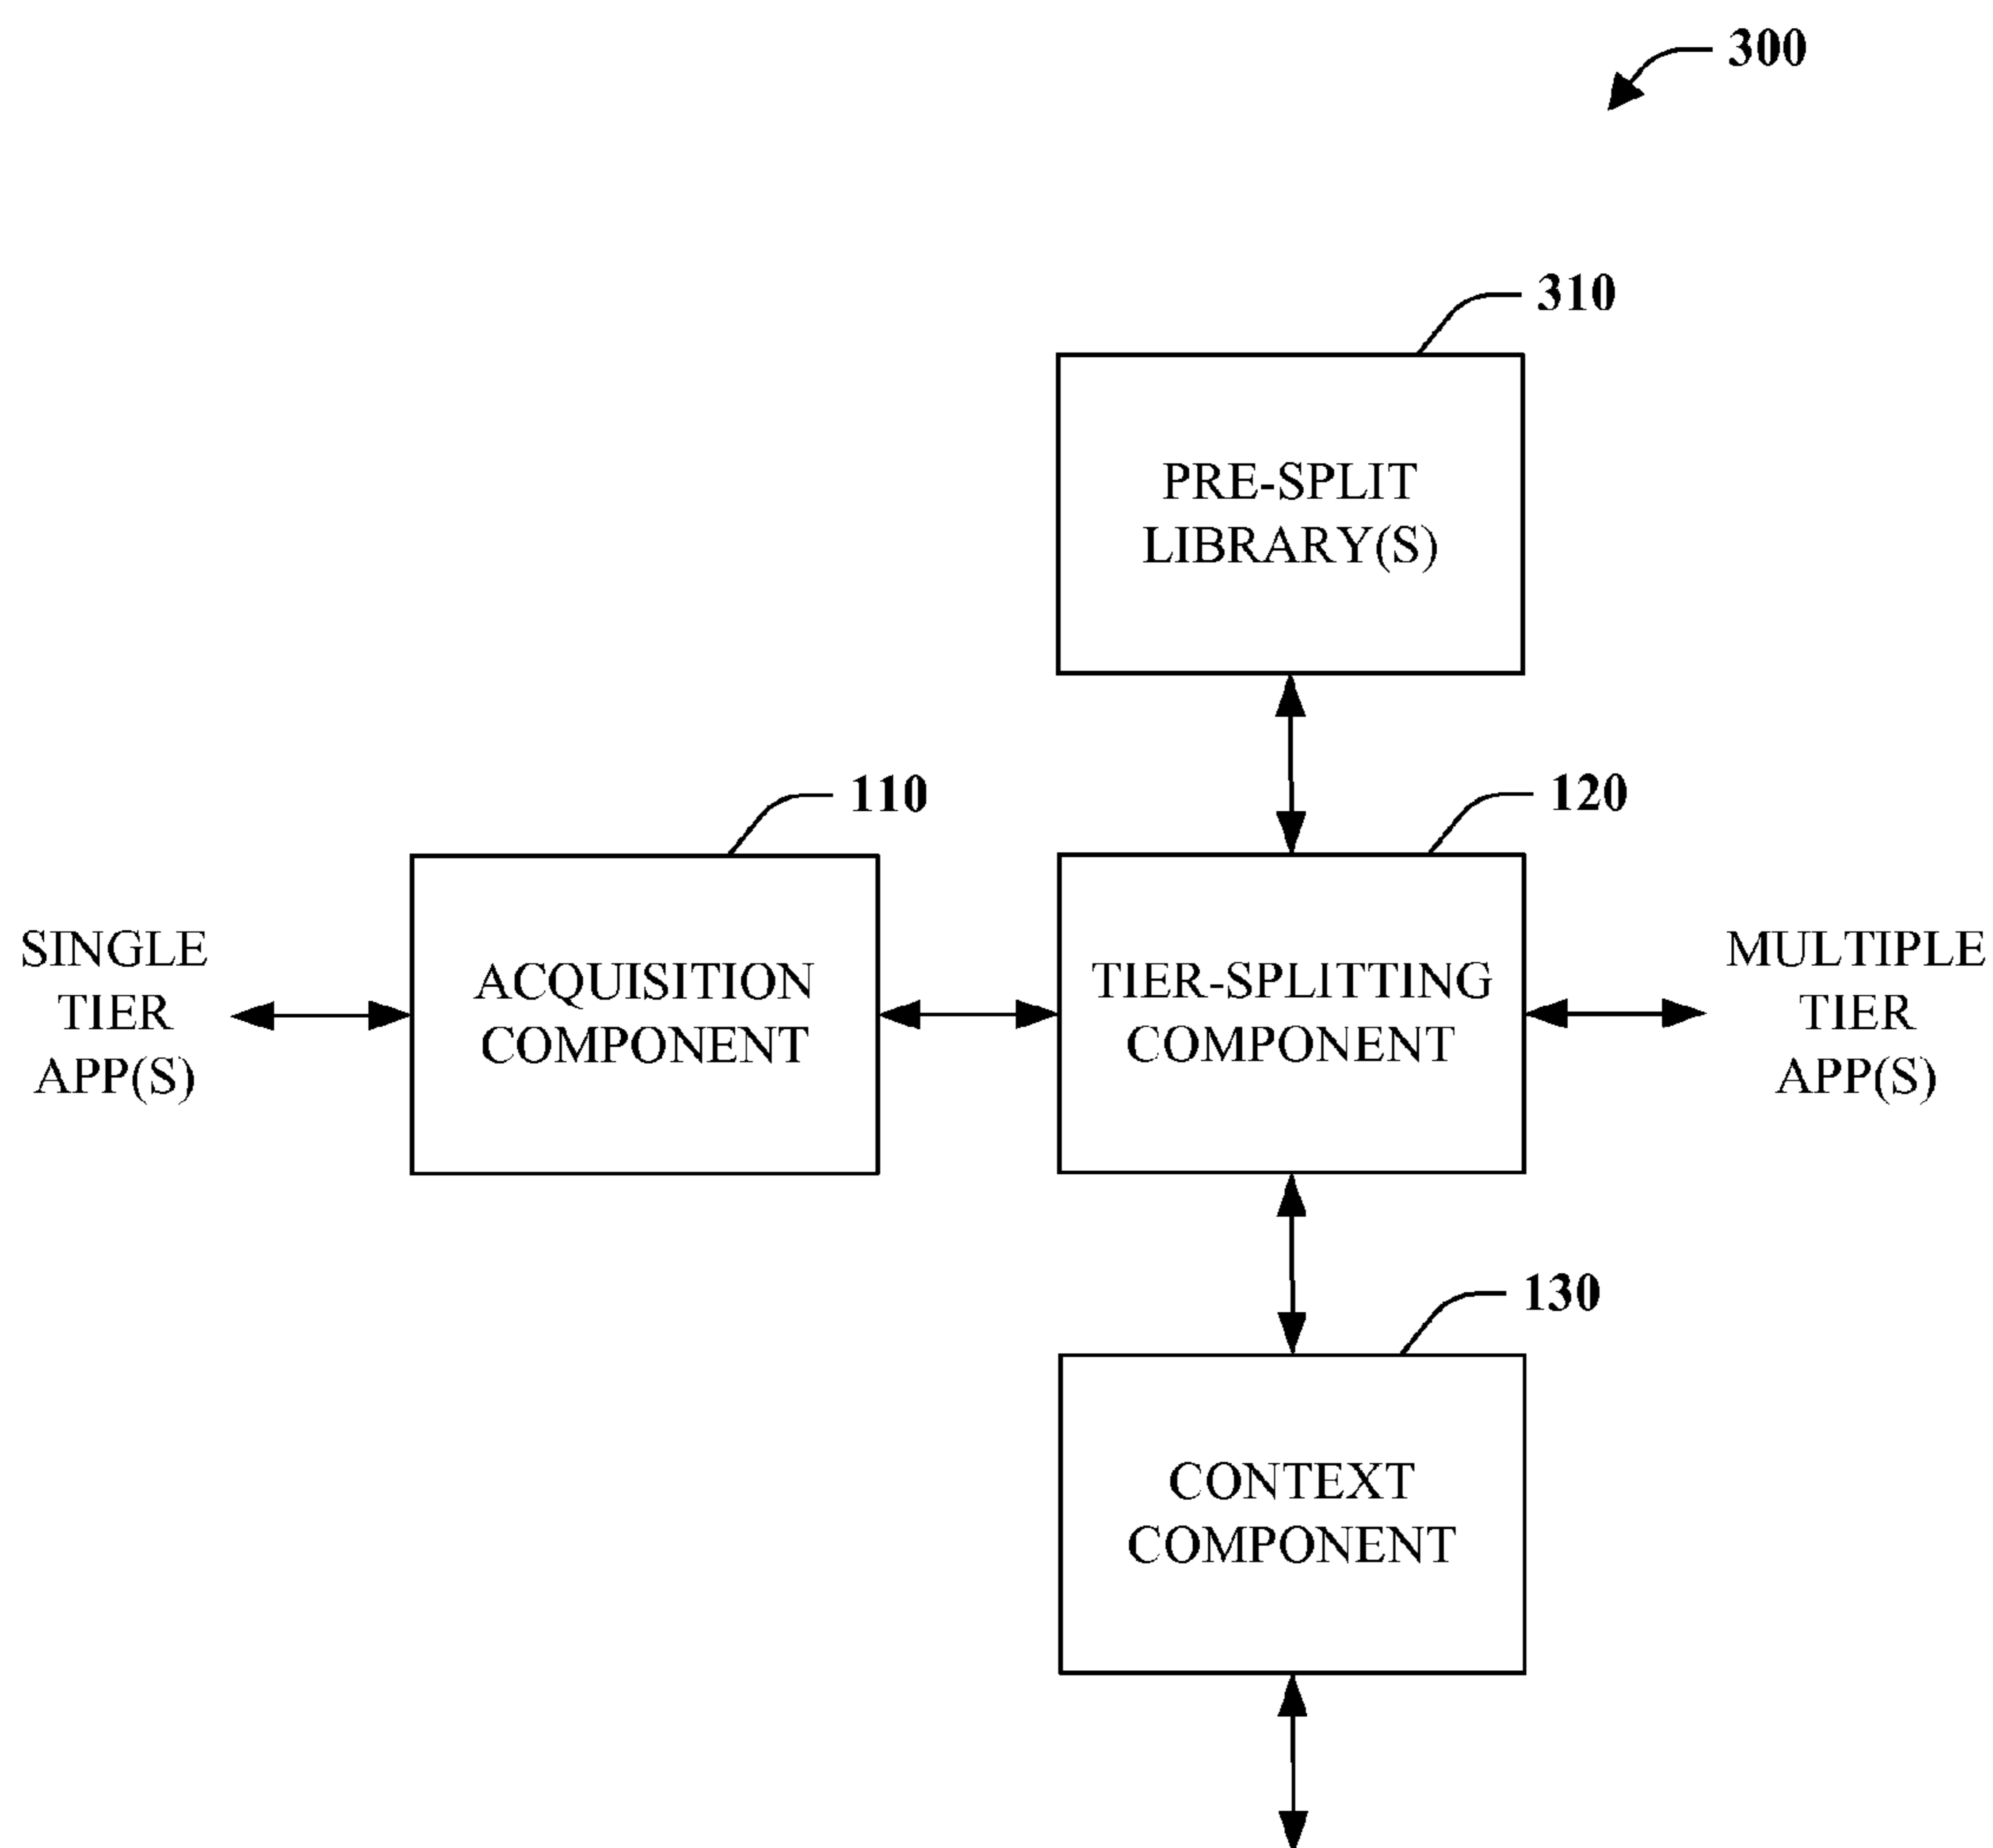 300
310
PRE-SPLIT
LIBRARY(S)
110
120
SINGLE
TIER
APP(S)
ACQUISITION
COMPONENT
TIER-SPLITTING
COMPONENT
MULTIPLE
TIER
APP(S)
130
CONTEXT
COMPONENT